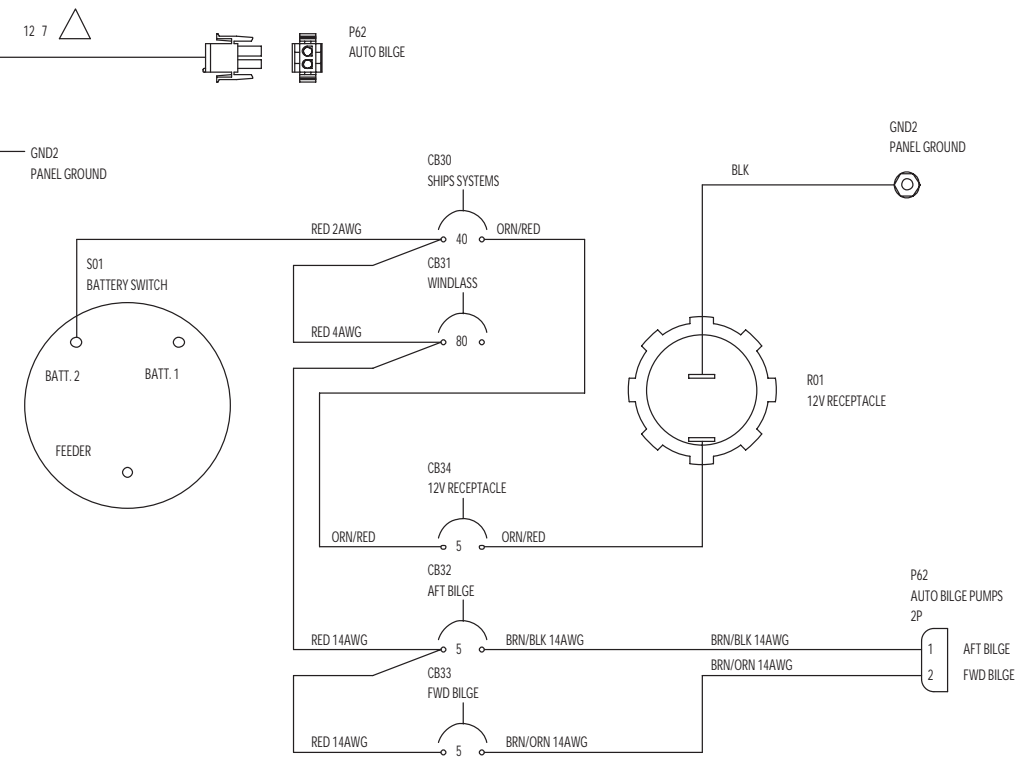 12 7
P62
AUTO BILGE
GND2
PANEL GROUND
GND2
PANEL GROUND
CB30
SHIPS SYSTEMS
BLK
RED 2AWG
40
ORN/RED
S01
BATTERY SWITCH
CB31
WINDLASS
RED 4AWG
80
BATT. 2
BATT. 1
R01
12V RECEPTACLE
FEEDER
CB34
12V RECEPTACLE
ORN/RED
5
ORN/RED
CB32
AFT BILGE
P62
AUTO BILGE PUMPS
2P
RED 14AWG
5
BRN/BLK 14AWG
BRN/BLK 14AWG
1
AFT BILGE
BRN/ORN 14AWG
2
FWD BILGE
CB33
FWD BILGE
RED 14AWG
5
BRN/ORN 14AWG